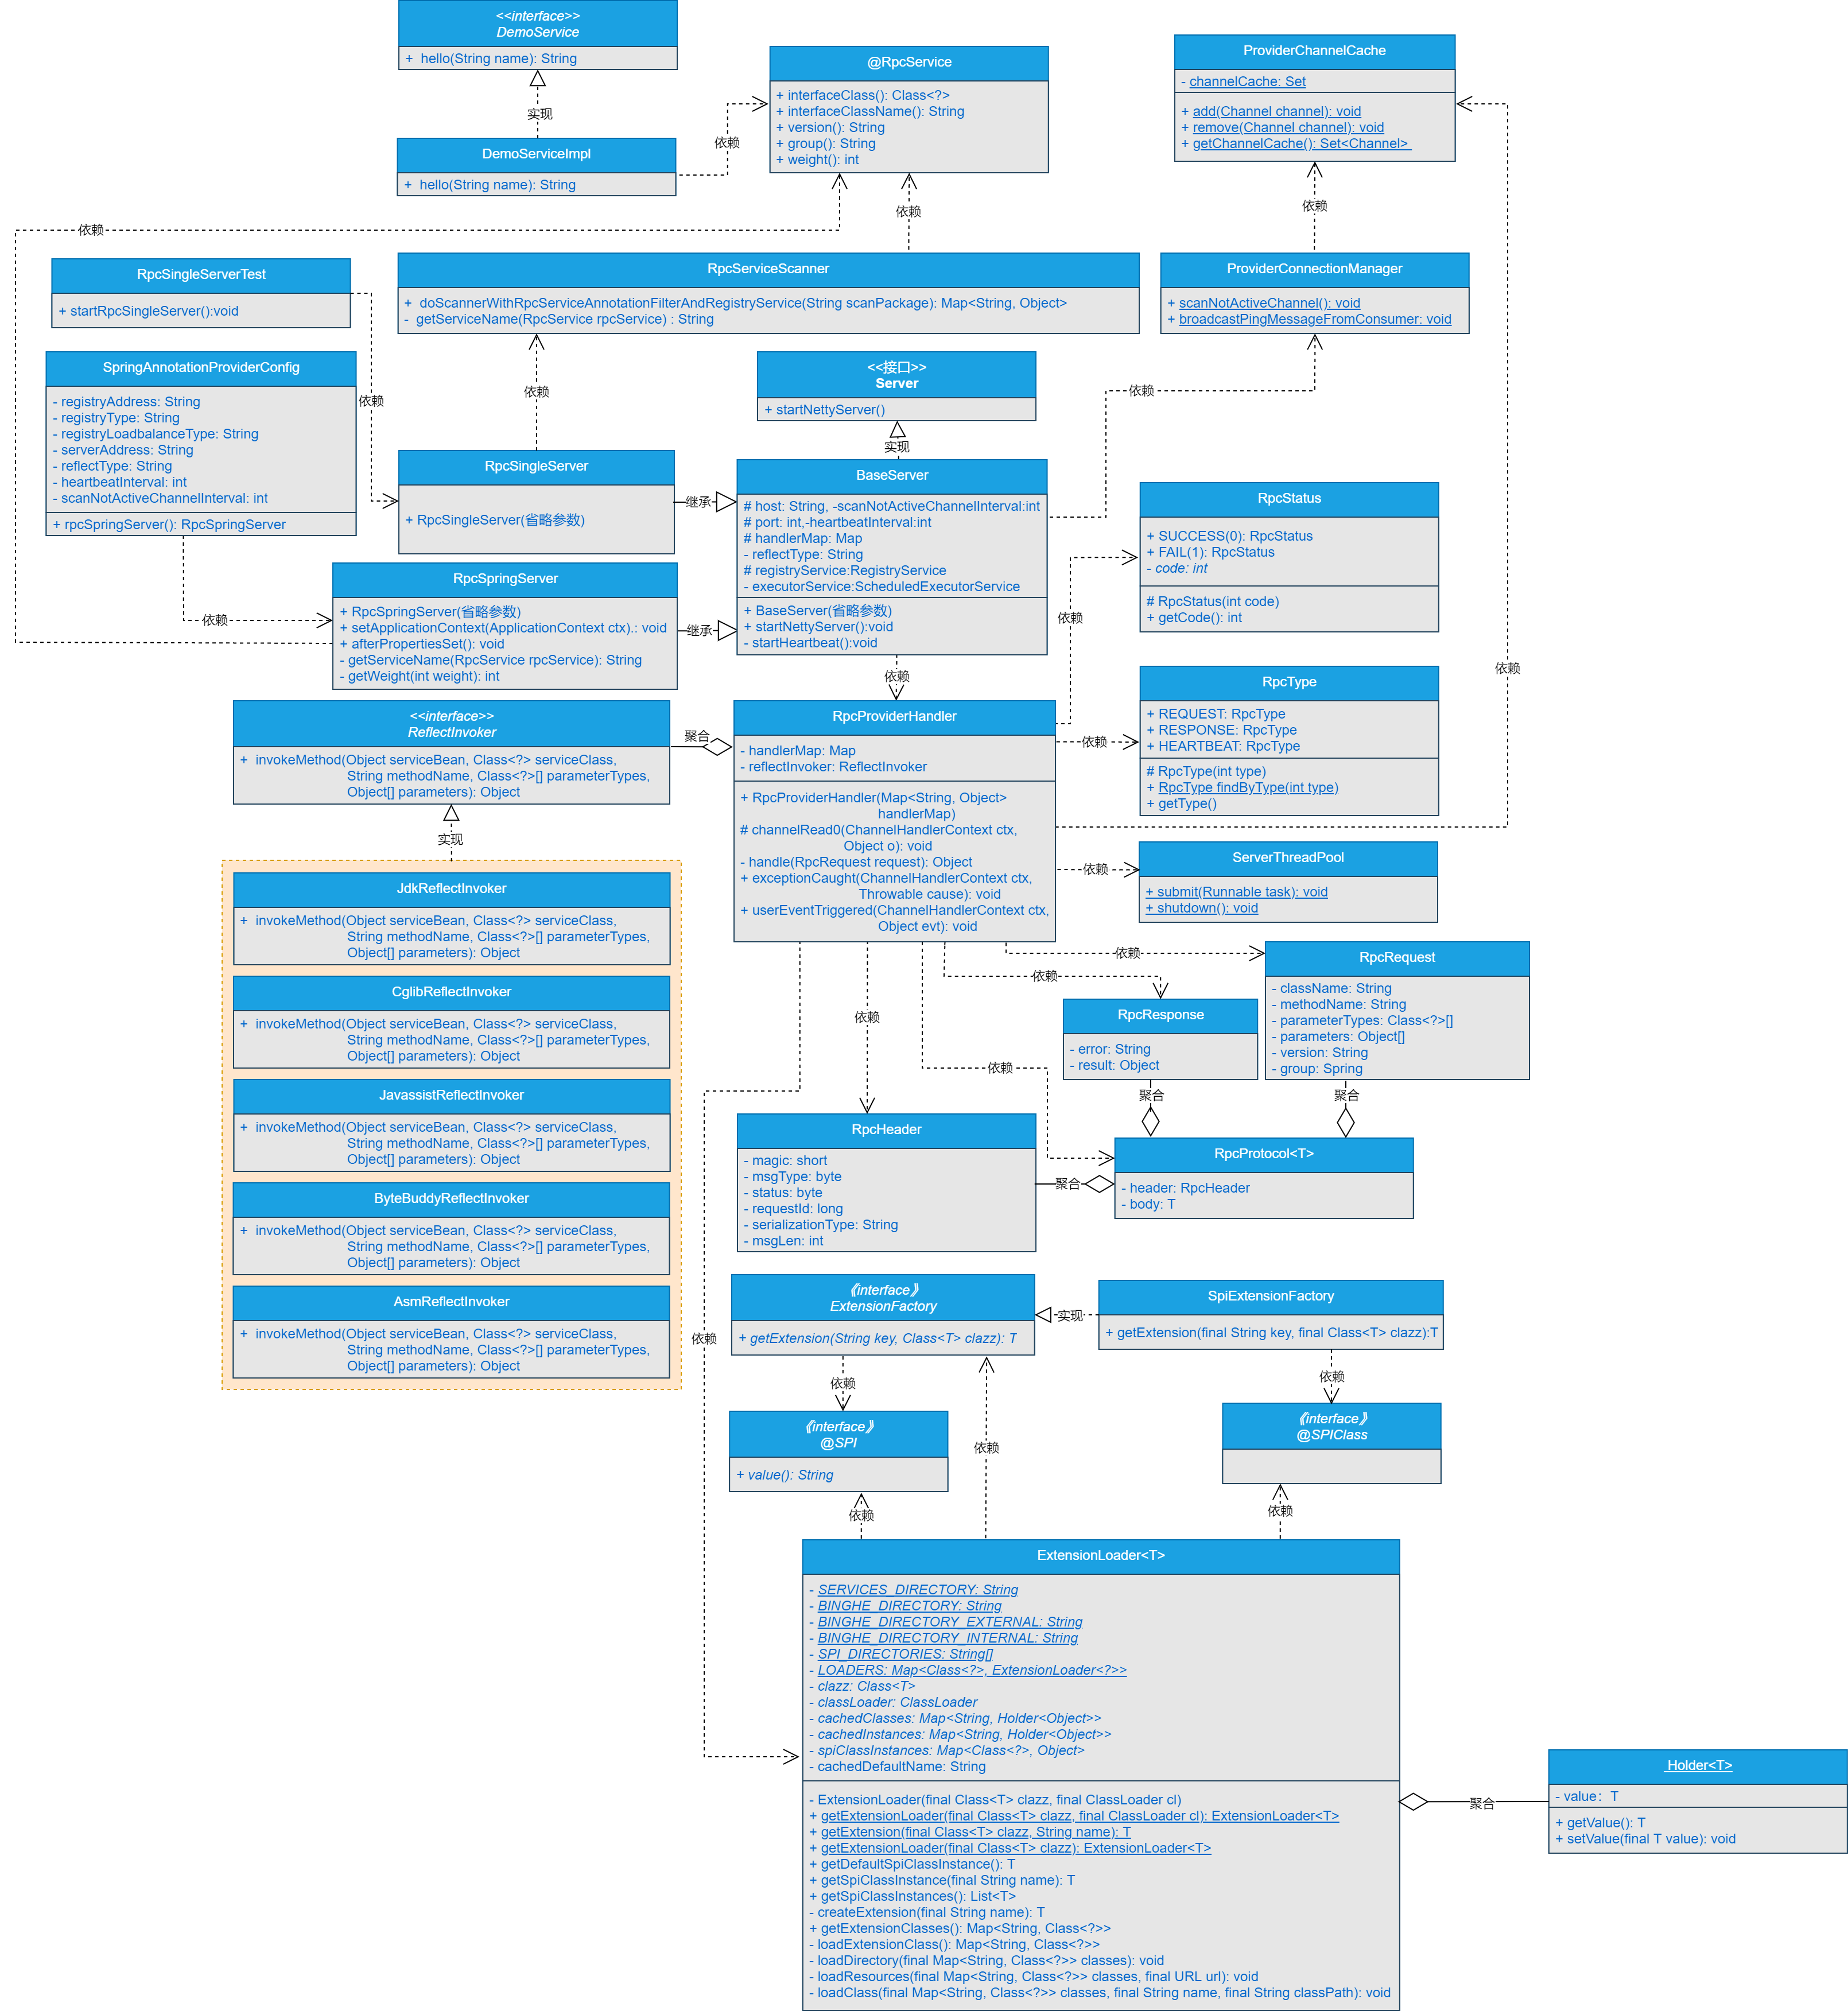 <<interface>>
DemoService
+  hello(String name): String
实现
DemoServiceImpl
+  hello(String name): String
依赖
@RpcService
+ interfaceClass(): Class<?>
+ interfaceClassName(): String
+ version(): String
+ group(): String
+ weight(): int
ProviderChannelCache
- channelCache: Set
+ add(Channel channel): void
+ remove(Channel channel): void
+ getChannelCache(): Set<Channel>
依赖
依赖
依赖
RpcSingleServerTest
+ startRpcSingleServer():void
RpcServiceScanner
+  doScannerWithRpcServiceAnnotationFilterAndRegistryService(String scanPackage): Map<String, Object>
-  getServiceName(RpcService rpcService) : String
ProviderConnectionManager
+ scanNotActiveChannel(): void
+ broadcastPingMessageFromConsumer: void
SpringAnnotationProviderConfig
- registryAddress: String
- registryType: String
- registryLoadbalanceType: String
- serverAddress: String
- reflectType: String
- heartbeatInterval: int
- scanNotActiveChannelInterval: int
+ rpcSpringServer(): RpcSpringServer
依赖
依赖
<<接口>>
Server
+ startNettyServer()
依赖
实现
RpcSingleServer
+ RpcSingleServer(省略参数)
继承
BaseServer
# host: String, -scanNotActiveChannelInterval:int
# port: int,-heartbeatInterval:int
# handlerMap: Map
- reflectType: String
# registryService:RegistryService
- executorService:ScheduledExecutorService
+ BaseServer(省略参数)
+ startNettyServer():void
- startHeartbeat():void
RpcStatus
+ SUCCESS(0): RpcStatus
+ FAIL(1): RpcStatus
- code: int
# RpcStatus(int code)
+ getCode(): int
依赖
RpcSpringServer
+ RpcSpringServer(省略参数)
+ setApplicationContext(ApplicationContext ctx).: void
+ afterPropertiesSet(): void
- getServiceName(RpcService rpcService): String
- getWeight(int weight): int
继承
依赖
依赖
依赖
<<interface>>
ReflectInvoker
+  invokeMethod(Object serviceBean, Class<?> serviceClass,
String methodName, Class<?>[] parameterTypes,
Object[] parameters): Object
聚合
RpcProviderHandler
- handlerMap: Map
- reflectInvoker: ReflectInvoker
+ RpcProviderHandler(Map<String, Object>
handlerMap)
# channelRead0(ChannelHandlerContext ctx,
Object o): void
- handle(RpcRequest request): Object
+ exceptionCaught(ChannelHandlerContext ctx,
Throwable cause): void
+ userEventTriggered(ChannelHandlerContext ctx,
Object evt): void
依赖
RpcType
+ REQUEST: RpcType
+ RESPONSE: RpcType
+ HEARTBEAT: RpcType
# RpcType(int type)
+ RpcType findByType(int type)
+ getType()
实现
依赖
ServerThreadPool
+ submit(Runnable task): void
+ shutdown(): void
JdkReflectInvoker
+  invokeMethod(Object serviceBean, Class<?> serviceClass,
String methodName, Class<?>[] parameterTypes,
Object[] parameters): Object
CglibReflectInvoker
+  invokeMethod(Object serviceBean, Class<?> serviceClass,
String methodName, Class<?>[] parameterTypes,
Object[] parameters): Object
JavassistReflectInvoker
+  invokeMethod(Object serviceBean, Class<?> serviceClass,
String methodName, Class<?>[] parameterTypes,
Object[] parameters): Object
ByteBuddyReflectInvoker
+  invokeMethod(Object serviceBean, Class<?> serviceClass,
String methodName, Class<?>[] parameterTypes,
Object[] parameters): Object
AsmReflectInvoker
+  invokeMethod(Object serviceBean, Class<?> serviceClass,
String methodName, Class<?>[] parameterTypes,
Object[] parameters): Object
依赖
依赖
依赖
依赖
RpcResponse
- error: String
- result: Object
RpcRequest
- className: String
- methodName: String
- parameterTypes: Class<?>[]
- parameters: Object[]
- version: String
- group: Spring
聚合
聚合
RpcHeader
- magic: short
- msgType: byte
- status: byte
- requestId: long
- serializationType: String
- msgLen: int
聚合
RpcProtocol<T>
- header: RpcHeader
- body: T
依赖
《interface》
ExtensionFactory
+ getExtension(String key, Class<T> clazz): T
实现
SpiExtensionFactory
+ getExtension(final String key, final Class<T> clazz):T
依赖
依赖
《interface》
@SPI
+ value(): String
依赖
《interface》
@SPIClass
依赖
依赖
ExtensionLoader<T>
- SERVICES_DIRECTORY: String
- BINGHE_DIRECTORY: String
- BINGHE_DIRECTORY_EXTERNAL: String
- BINGHE_DIRECTORY_INTERNAL: String
- SPI_DIRECTORIES: String[]
- LOADERS: Map<Class<?>, ExtensionLoader<?>>
- clazz: Class<T>
- classLoader: ClassLoader
- cachedClasses: Map<String, Holder<Object>>
- cachedInstances: Map<String, Holder<Object>>
- spiClassInstances: Map<Class<?>, Object>
- cachedDefaultName: String
- ExtensionLoader(final Class<T> clazz, final ClassLoader cl)
+ getExtensionLoader(final Class<T> clazz, final ClassLoader cl): ExtensionLoader<T>
+ getExtension(final Class<T> clazz, String name): T
+ getExtensionLoader(final Class<T> clazz): ExtensionLoader<T>
+ getDefaultSpiClassInstance(): T
+ getSpiClassInstance(final String name): T
+ getSpiClassInstances(): List<T>
- createExtension(final String name): T
+ getExtensionClasses(): Map<String, Class<?>>
- loadExtensionClass(): Map<String, Class<?>>
- loadDirectory(final Map<String, Class<?>> classes): void
- loadResources(final Map<String, Class<?>> classes, final URL url): void
- loadClass(final Map<String, Class<?>> classes, final String name, final String classPath): void
聚合
Holder<T>
- value：T
+ getValue(): T
+ setValue(final T value): void